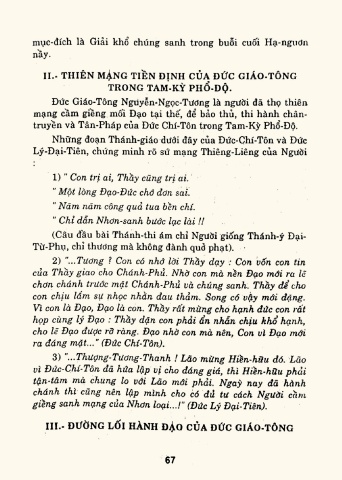 mục-đích là Giải khổ chúng sanh trong buổi cuối Hạ-nguơn
nầy.
II.- THIÊN MẠNG TIỀN ĐỊNH CỦA ĐỨC GIÁO-TÔNG
TRONG TAM-KỲ PHỔ-ĐỘ.
Đức Giáo-Tông Nguyễn-Ngọc-Tương là người đã thọ thiên
mạng cầm giềng mối Đạo tại thế, để bảo thủ, thi hành chân-
truyền và Tân-Pháp của Đức Chí-Tôn trong Tam-Kỳ Phổ-Độ.
Những đoạn Thánh-giáo dưới đây của Đức-Chí-Tôn và Đức
Lý-Đại-Tiên, chúng minh rõ sứ mạng Thiêng-Liêng của Người
:
1) " Con trị ai, Thầy cũng trị ai.
" Một lòng Đạo-Đức chớ đơn sai.
" Năm năm công quả tua bền chí.
" Chỉ dẫn Nhơn-sanh bước lạc lài !!
(Câu đầu bài Thánh-thi ám chỉ Người giống Thánh-ý Đại-
Từ-Phụ, chỉ thương mà không đành quở phạt).
2) "...Tương ? Con có nhớ lời Thầy dạy : Con vốn con tin
của Thầy giao cho Chánh-Phủ. Nhờ con mà nền Đạo mới ra lẽ
chơn chánh trước mặt Chánh-Phủ và chúng sanh. Thầy để cho
con chịu lắm sự nhọc nhằn đau thảm. Song có vậy mới đặng.
Vì con là Đạo, Đạo là con. Thầy rất mừng cho hạnh đức con rất
hạp cùng lý Đạo : Thầy dặn con phải ẩn nhẫn chịu khổ hạnh,
cho lẽ Đạo được rỡ ràng. Đạo nhờ con mà nên, Con vì Đạo mới
ra đáng mặt..." (Đức Chí-Tôn).
3) "...Thượng-Tương-Thanh ! Lão mừng Hiền-hữu đó. Lão
vì Đức-Chí-Tôn đã hứa lập vị cho đáng giá, thì Hiền-hữu phải
tận-tâm mà chung lo với Lão mới phải. Ngaỳ nay đã hành
chánh thì cũng nên lập mình cho có đủ tư cách Người cầm
giềng sanh mạng của Nhơn loại...!" (Đức Lý Đại-Tiên).
III.- ĐƯỜNG LỐI HÀNH ĐẠO CỦA ĐỨC GIÁO-TÔNG
67